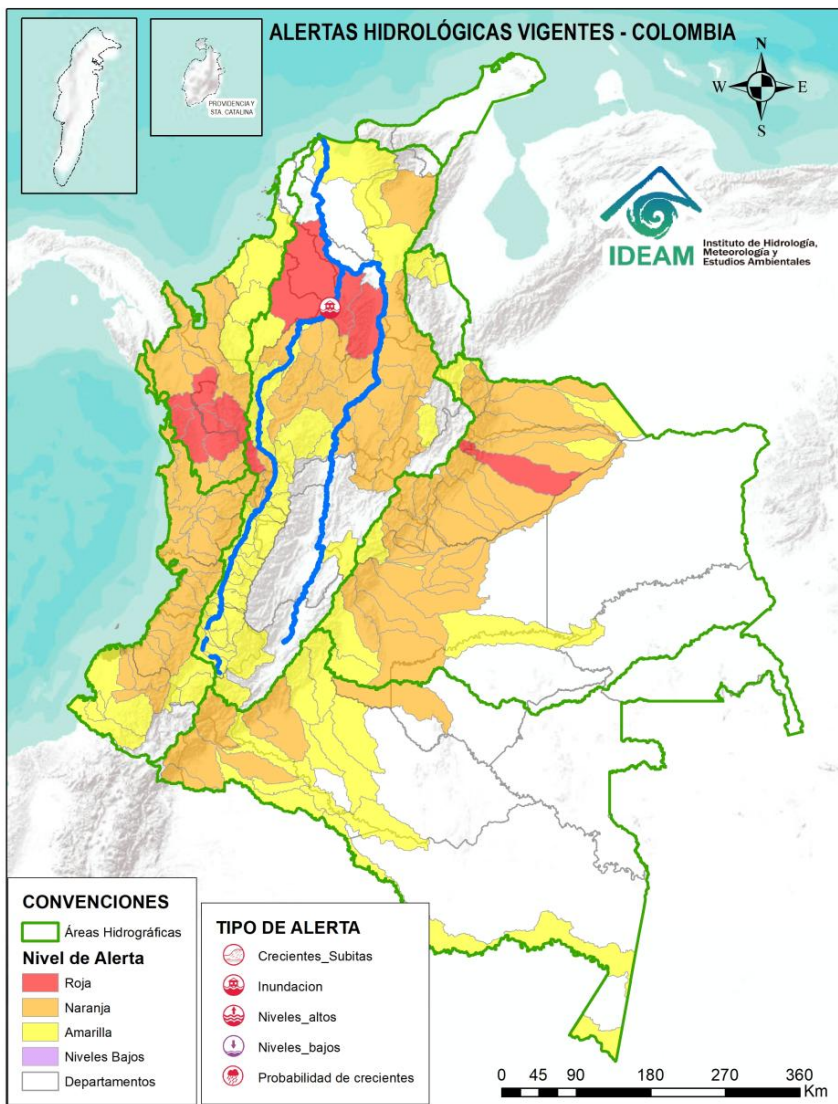 ALERTAS HIDROLÓGICAS VIGENTES - COLOMBIA
PROVIDENCIA Y
STA. CATALINA
N
W
E
S
IDEAM
Instituto de Hidrología,
Meteorología y
Estudios Ambientales
CONVENCIONES
Áreas Hidrográficas
Nivel de Alerta
Roja
Naranja
Amarilla
Niveles Bajos
Departamentos
TIPO DE ALERTA
Crecientes_Subitas
Inundacion
Niveles_altos
Niveles_bajos
Probabilidad de crecientes
0 45 90 180 270 360
Km